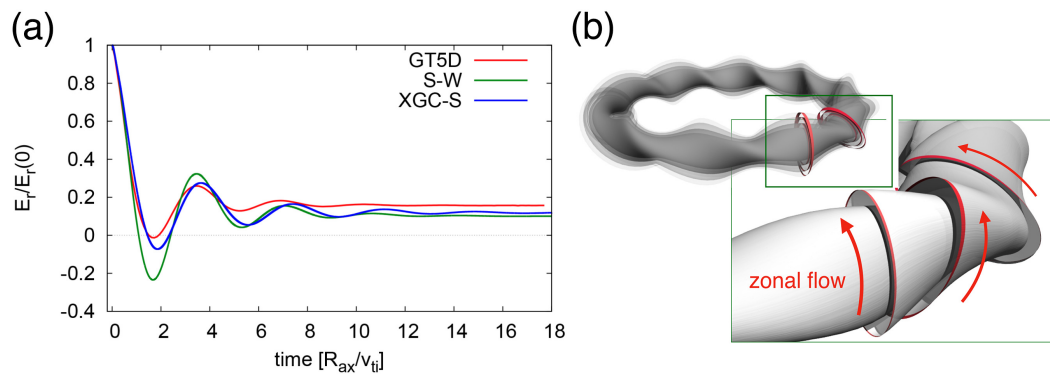 (a)
1
0.8
0.6
0.4
0.2
0
-0.2
-0.4
E_r/E_r(0)
GT5D
S-W
XGC-S
0 2 4 6 8 10 12 14 16 18
time [R_ax/v_ti]
(b)
zonal flow